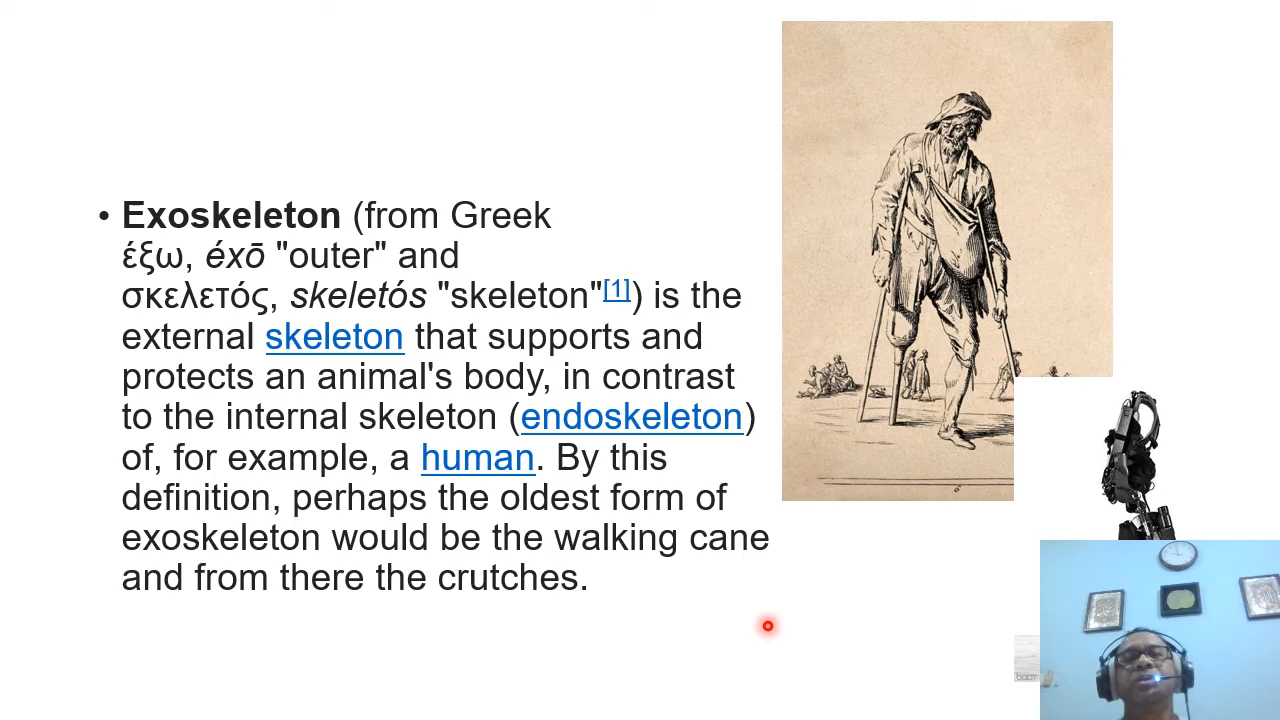 • Exoskeleton (from Greek
έξω, éxō "outer" and
σκελετός, skeletós "skeleton"[1]) is the
external skeleton that supports and
protects an animal's body, in contrast
to the internal skeleton (endoskeleton)
of, for example, a human. By this
definition, perhaps the oldest form of
exoskeleton would be the walking cane
and from there the crutches.
6